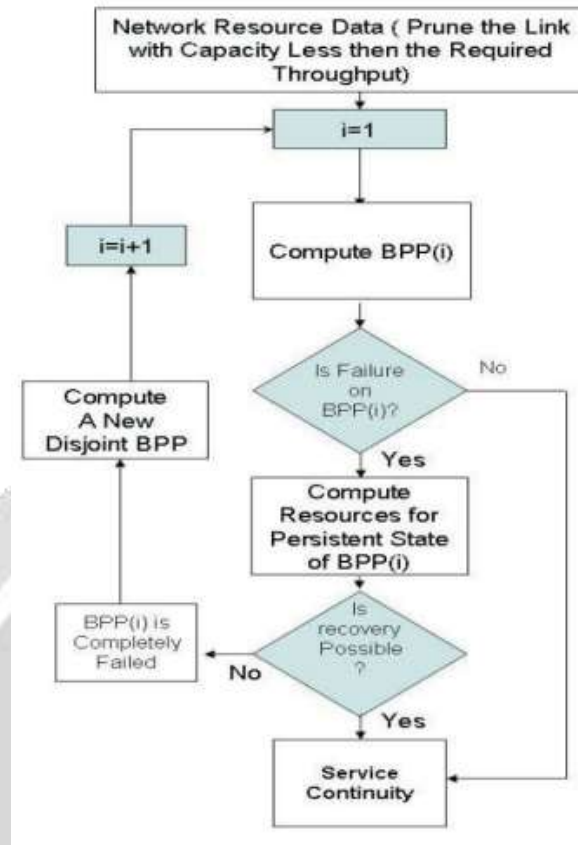 Network Resource Data ( Prune the Link
with Capacity Less then the Required
Throughput)
i=1
i=i+1
Compute BPP(i)
Is Failure
on
BPP(i)?
No
Yes
Compute
A New
Disjoint BPP
Compute
Resources for
Persistent State
of BPP(i)
Is
recovery
Possible
?
No
BPP(i) is
Completely
Failed
Yes
Service
Continuity